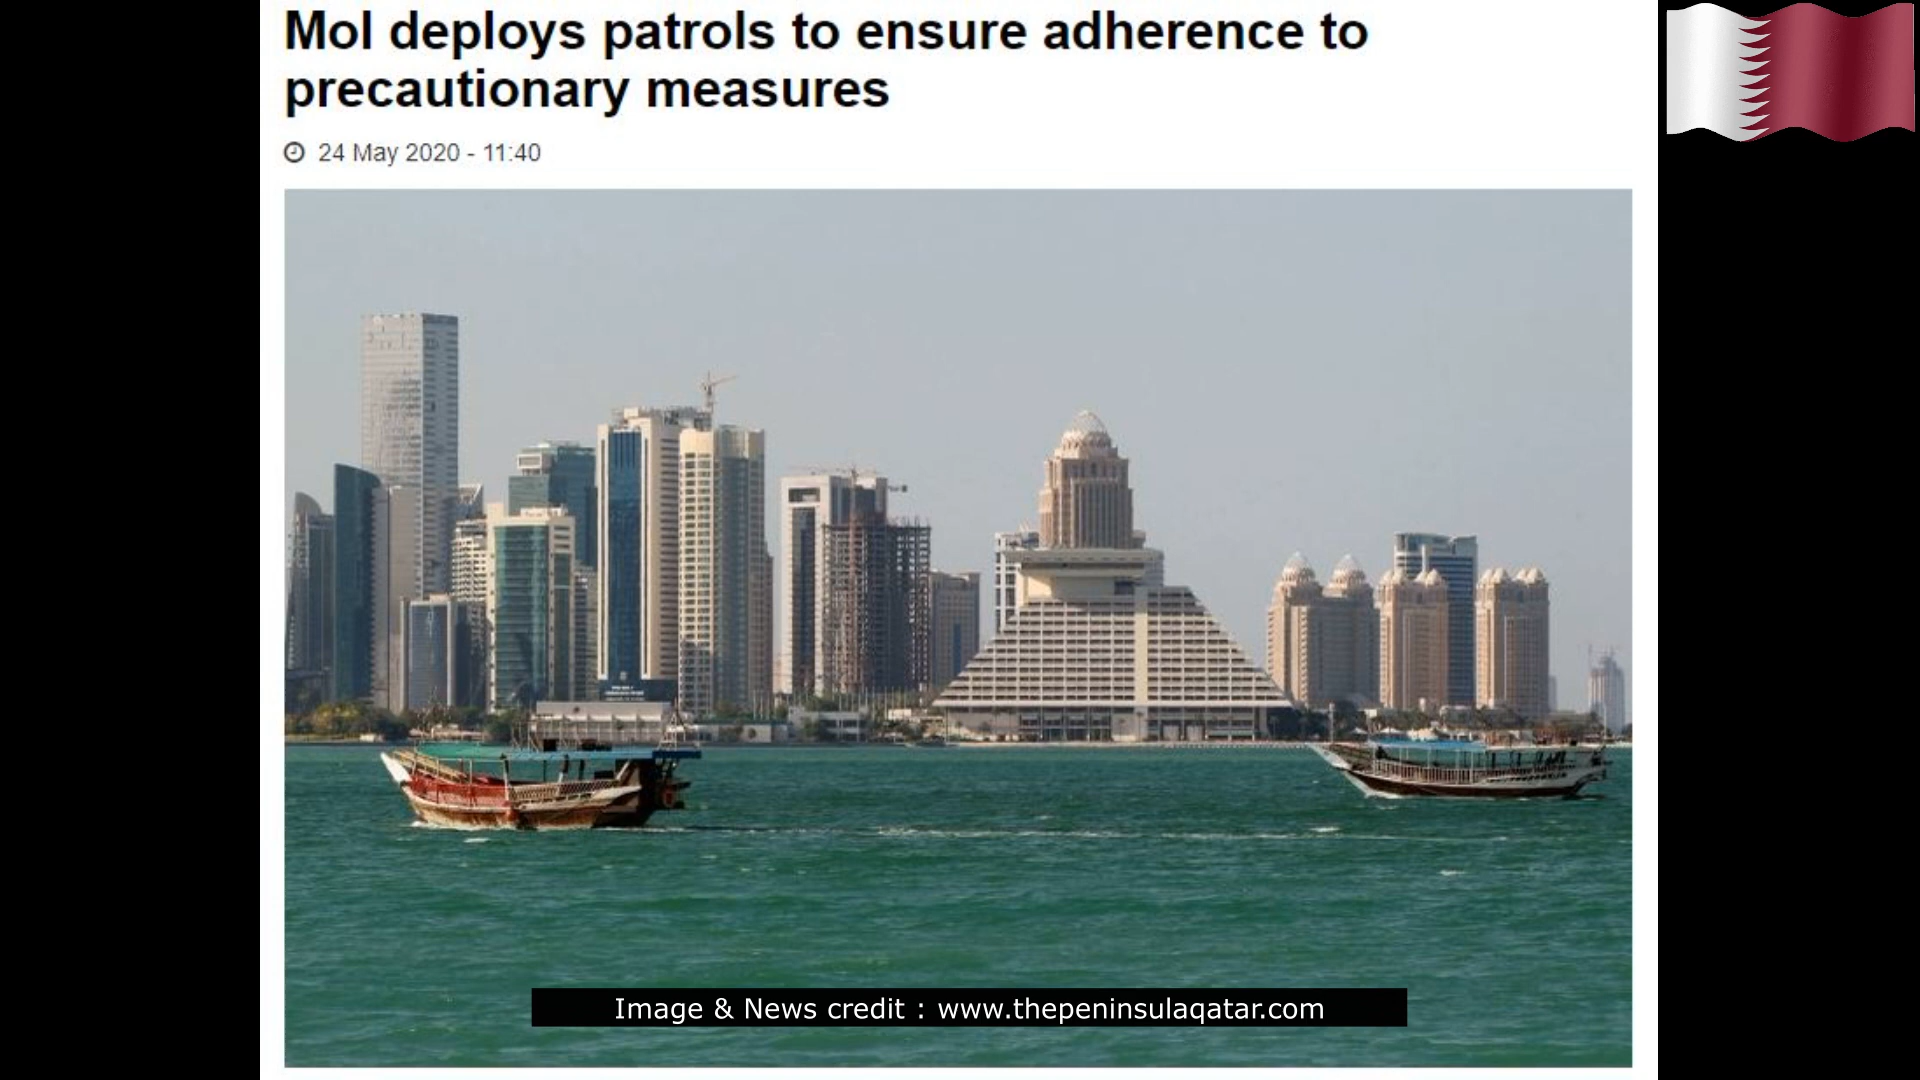 MoI deploys patrols to ensure adherence to
precautionary measures
24 May 2020 - 11:40
Image & News credit : www.thepeninsulaqatar.com